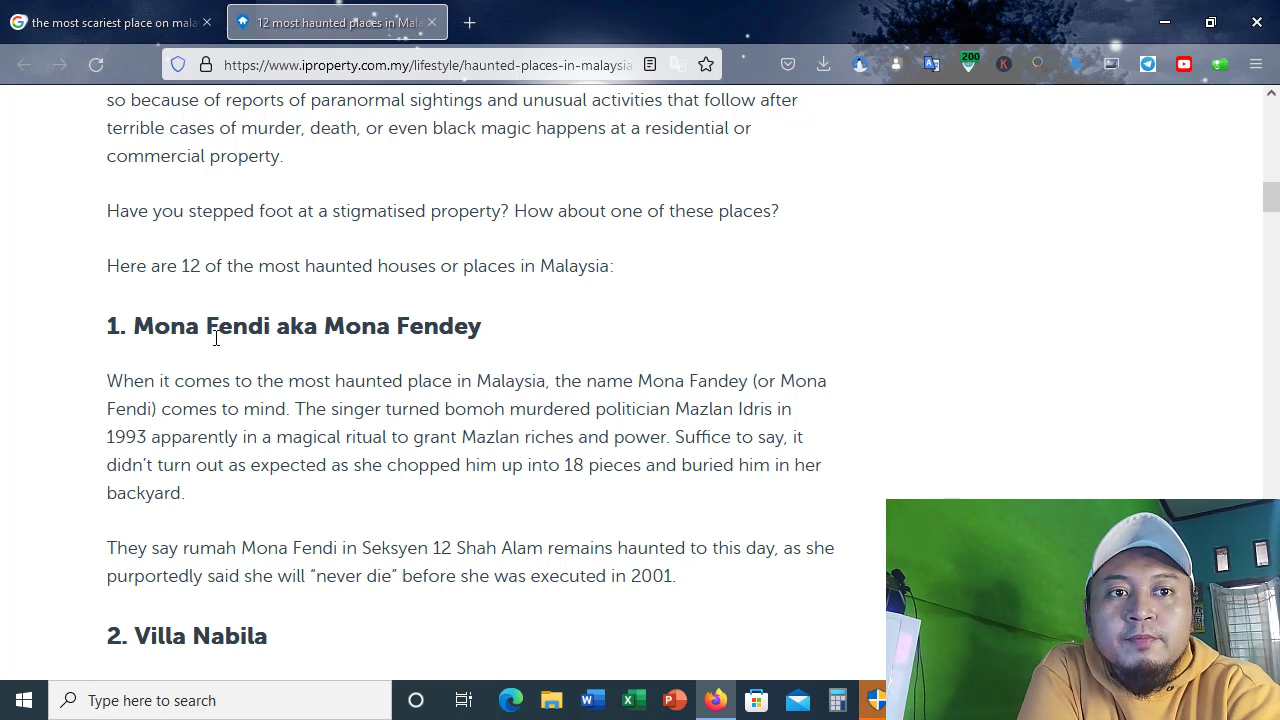 the most scariest place on mala
12 most haunted places in Mala
https://www.iproperty.com.my/lifestyle/haunted-places-in-malaysia
200
K
so because of reports of paranormal sightings and unusual activities that follow after
terrible cases of murder, death, or even black magic happens at a residential or
commercial property.
Have you stepped foot at a stigmatised property? How about one of these places?
Here are 12 of the most haunted houses or places in Malaysia:
1. Mona Fendi aka Mona Fendey
When it comes to the most haunted place in Malaysia, the name Mona Fandey (or Mona
Fendi) comes to mind. The singer turned bomoh murdered politician Mazlan Idris in
1993 apparently in a magical ritual to grant Mazlan riches and power. Suffice to say, it
didn’t turn out as expected as she chopped him up into 18 pieces and buried him in her
backyard.
They say rumah Mona Fendi in Seksyen 12 Shah Alam remains haunted to this day, as she
purportedly said she will “never die” before she was executed in 2001.
2. Villa Nabila
Type here to search